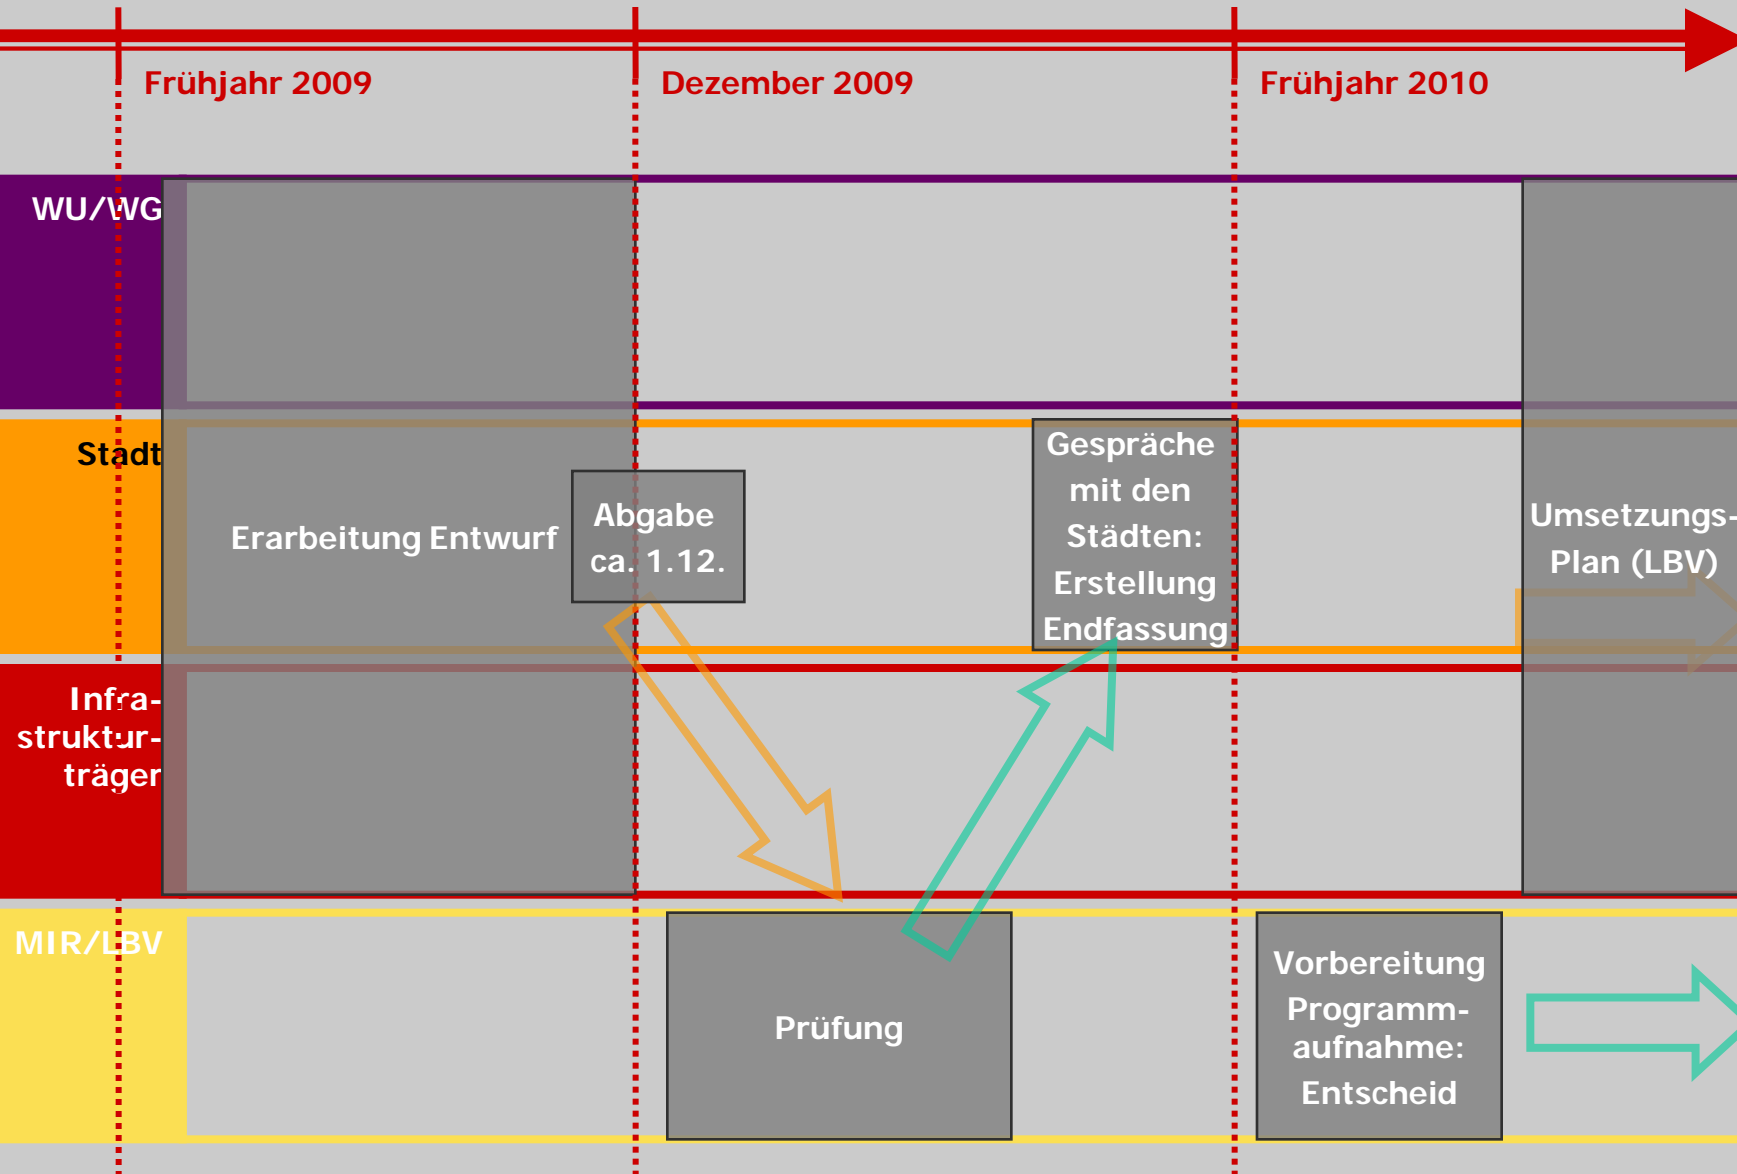 Frühjahr 2009
Dezember 2009
Frühjahr 2010
WU/WG
Stadt
Erarbeitung Entwurf
Abgabe
ca. 1.12.
Gespräche
mit den
Städten:
Erstellung
Endfassung
Umsetzungs-
Plan (LBV)
Infra-
struktur-
träger
MIR/LBV
Prüfung
Vorbereitung
Programm-
aufnahme:
Entscheid